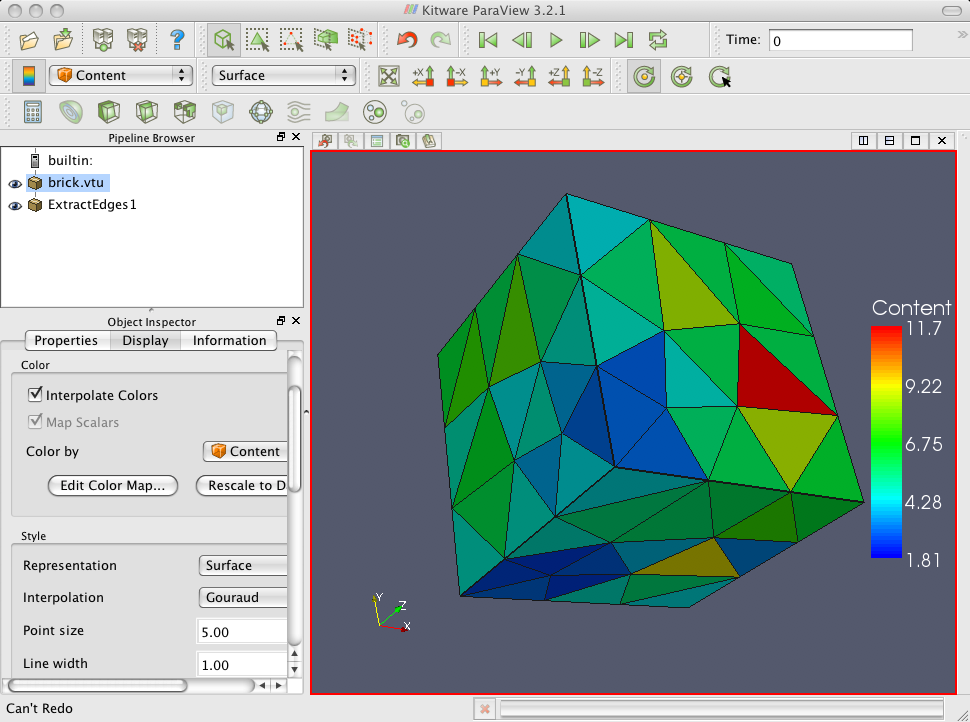 Kitware ParaView 3.2.1
Time: 0
Content
Surface
+X
-X
+Y
-Y
+Z
-Z
Pipeline Browser
builtin:
brick.vtu
ExtractEdges1
Object Inspector
Properties Display Information
Color
Interpolate Colors
Map Scalars
Color by Content
Edit Color Map... Rescale to D
Style
Representation Surface
Interpolation Gouraud
Point size 5.00
Line width 1.00
Content
11.7
9.22
6.75
4.28
1.81
Y
Z
X
Can't Redo